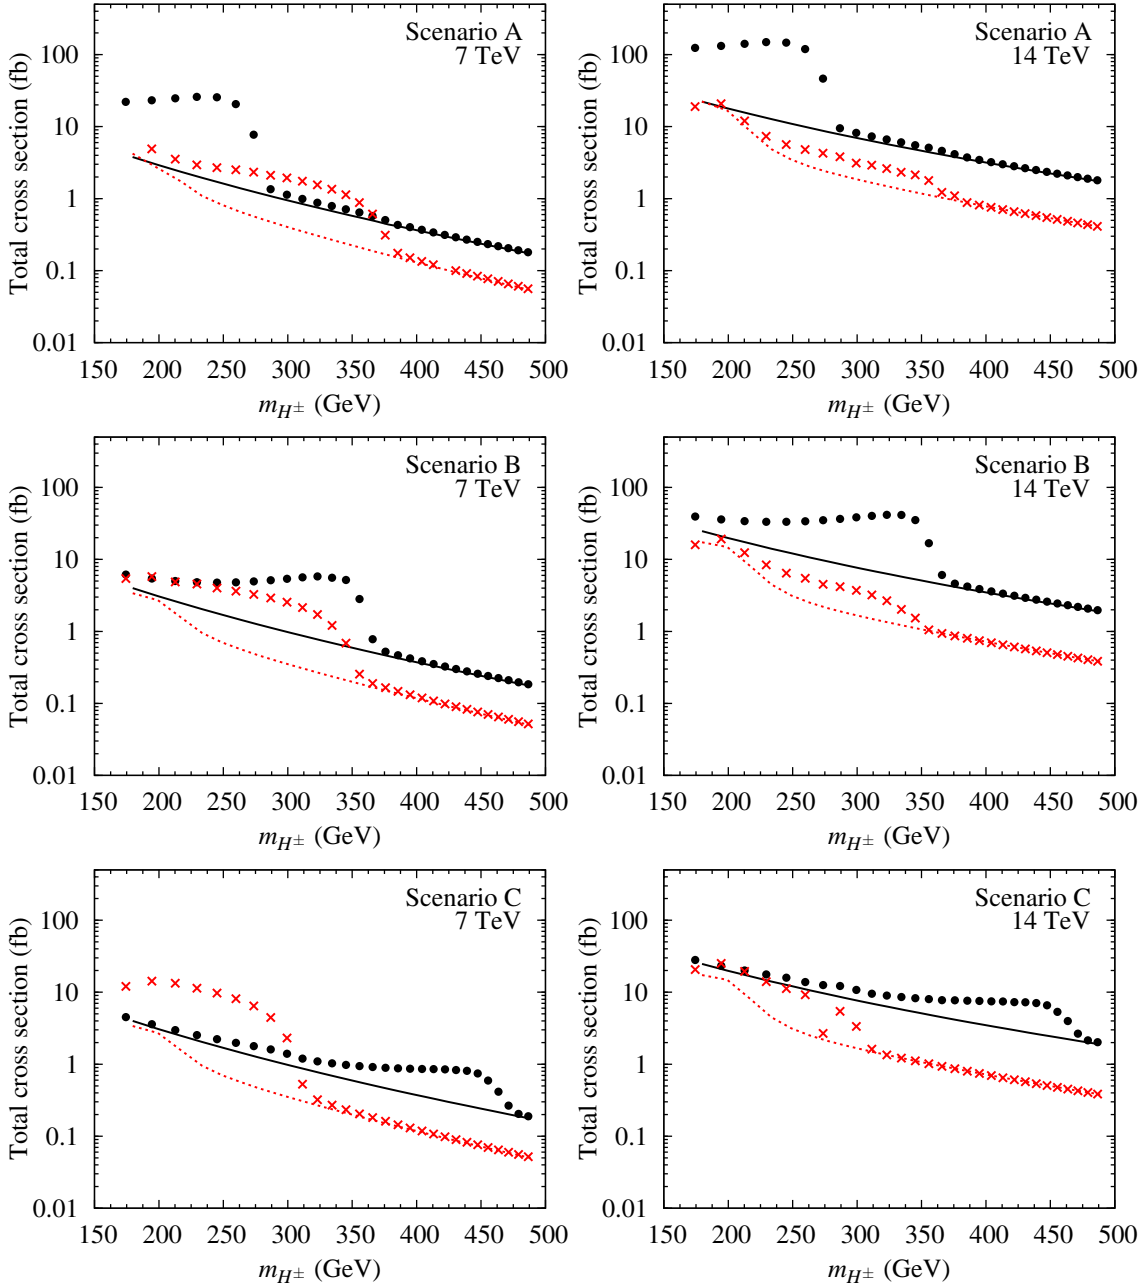 Scenario A
7 TeV
Total cross section (fb)
100
10
1
0.1
0.01
150 200 250 300 350 400 450 500
m_{H^±} (GeV)
Scenario A
14 TeV
Total cross section (fb)
100
10
1
0.1
0.01
150 200 250 300 350 400 450 500
m_{H^±} (GeV)
Scenario B
7 TeV
Total cross section (fb)
100
10
1
0.1
0.01
150 200 250 300 350 400 450 500
m_{H^±} (GeV)
Scenario B
14 TeV
Total cross section (fb)
100
10
1
0.1
0.01
150 200 250 300 350 400 450 500
m_{H^±} (GeV)
Scenario C
7 TeV
Total cross section (fb)
100
10
1
0.1
0.01
150 200 250 300 350 400 450 500
m_{H^±} (GeV)
Scenario C
14 TeV
Total cross section (fb)
100
10
1
0.1
0.01
150 200 250 300 350 400 450 500
m_{H^±} (GeV)